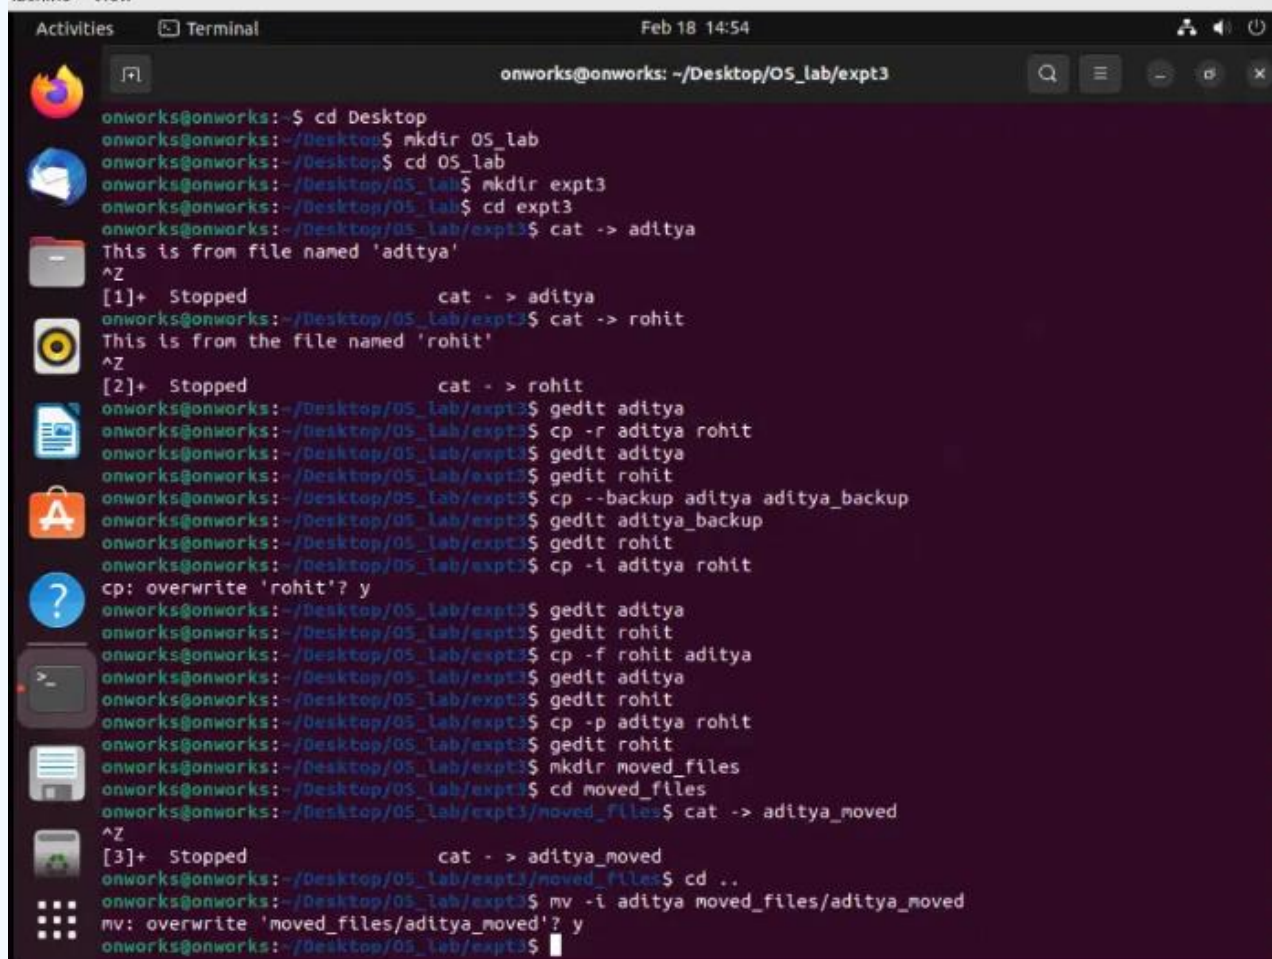 Activities Terminal Feb 18 14:54
onworks@onworks: ~/Desktop/OS_lab/expt3
onworks@onworks:~$ cd Desktop
onworks@onworks:~/Desktop$ mkdir OS_lab
onworks@onworks:~/Desktop$ cd OS_lab
onworks@onworks:~/Desktop/OS_lab$ mkdir expt3
onworks@onworks:~/Desktop/OS_lab$ cd expt3
onworks@onworks:~/Desktop/OS_lab/expt3$ cat -> aditya
This is from file named 'aditya'
^Z
[1]+  Stopped                 cat - > aditya
onworks@onworks:~/Desktop/OS_lab/expt3$ cat -> rohit
This is from the file named 'rohit'
^Z
[2]+  Stopped                 cat - > rohit
onworks@onworks:~/Desktop/OS_lab/expt3$ gedit aditya
onworks@onworks:~/Desktop/OS_lab/expt3$ cp -r aditya rohit
onworks@onworks:~/Desktop/OS_lab/expt3$ gedit aditya
onworks@onworks:~/Desktop/OS_lab/expt3$ gedit rohit
onworks@onworks:~/Desktop/OS_lab/expt3$ cp --backup aditya aditya_backup
onworks@onworks:~/Desktop/OS_lab/expt3$ gedit aditya_backup
onworks@onworks:~/Desktop/OS_lab/expt3$ gedit rohit
onworks@onworks:~/Desktop/OS_lab/expt3$ cp -i aditya rohit
cp: overwrite 'rohit'? y
onworks@onworks:~/Desktop/OS_lab/expt3$ gedit aditya
onworks@onworks:~/Desktop/OS_lab/expt3$ gedit rohit
onworks@onworks:~/Desktop/OS_lab/expt3$ cp -f rohit aditya
onworks@onworks:~/Desktop/OS_lab/expt3$ gedit aditya
onworks@onworks:~/Desktop/OS_lab/expt3$ gedit rohit
onworks@onworks:~/Desktop/OS_lab/expt3$ cp -p aditya rohit
onworks@onworks:~/Desktop/OS_lab/expt3$ gedit rohit
onworks@onworks:~/Desktop/OS_lab/expt3$ mkdir moved_files
onworks@onworks:~/Desktop/OS_lab/expt3$ cd moved_files
onworks@onworks:~/Desktop/OS_lab/expt3/moved_files$ cat -> aditya_moved
^Z
[3]+  Stopped                 cat - > aditya_moved
onworks@onworks:~/Desktop/OS_lab/expt3/moved_files$ cd ..
onworks@onworks:~/Desktop/OS_lab/expt3$ mv -i aditya moved_files/aditya_moved
mv: overwrite 'moved_files/aditya_moved'? y
onworks@onworks:~/Desktop/OS_lab/expt3$